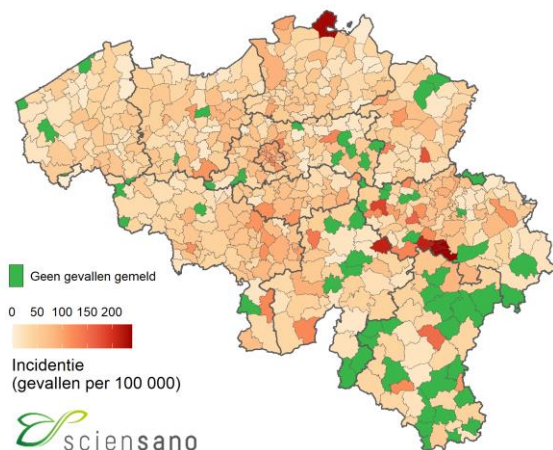 Geen gevallen gemeld
0 50 100 150 200
Incidentie
(gevallen per 100 000)
sciensano